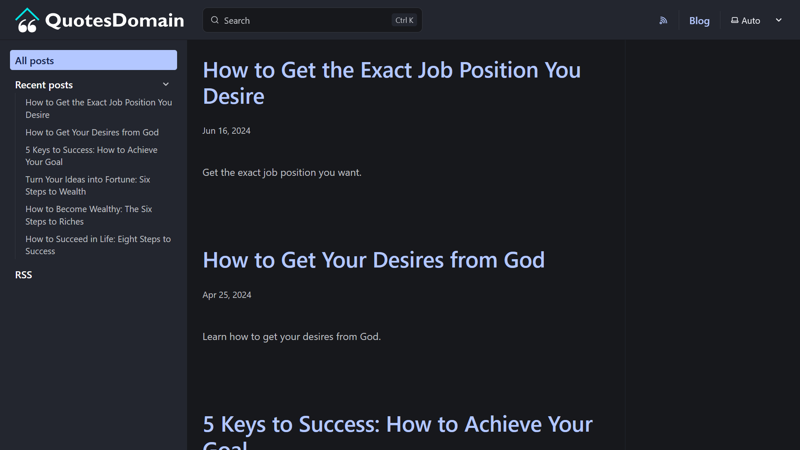 QuotesDomain
Search
Ctrl K
Blog
Auto
All posts
Recent posts
How to Get the Exact Job Position You
Desire
How to Get Your Desires from God
5 Keys to Success: How to Achieve
Your Goal
Turn Your Ideas into Fortune: Six
Steps to Wealth
How to Become Wealthy: The Six
Steps to Riches
How to Succeed in Life: Eight Steps to
Success
RSS
How to Get the Exact Job Position You
Desire
Jun 16, 2024
Get the exact job position you want.
How to Get Your Desires from God
Apr 25, 2024
Learn how to get your desires from God.
5 Keys to Success: How to Achieve Your
Goal